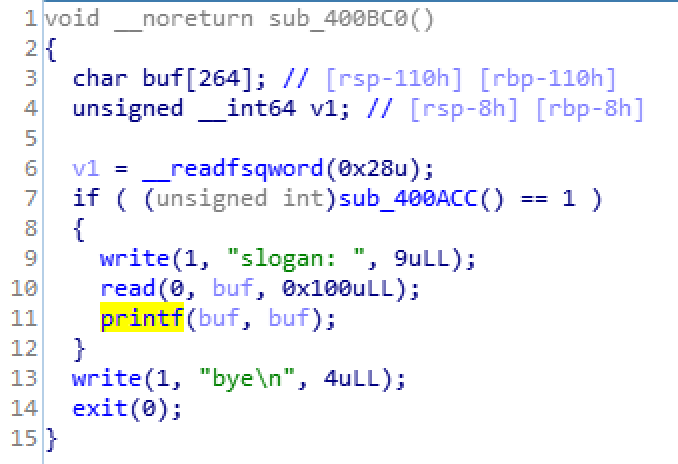 1 void __noreturn sub_400BC0()
2 {
3 char buf[264]; // [rsp-110h] [rbp-110h]
4 unsigned __int64 v1; // [rsp-8h] [rbp-8h]
5
6 v1 = __readfsqword(0x28u);
7 if ( (unsigned int)sub_400ACC() == 1 )
8 {
9 write(1, "slogan: ", 9uLL);
10 read(0, buf, 0x100uLL);
11 printf(buf, buf);
12 }
13 write(1, "bye\n", 4uLL);
14 exit(0);
15 }